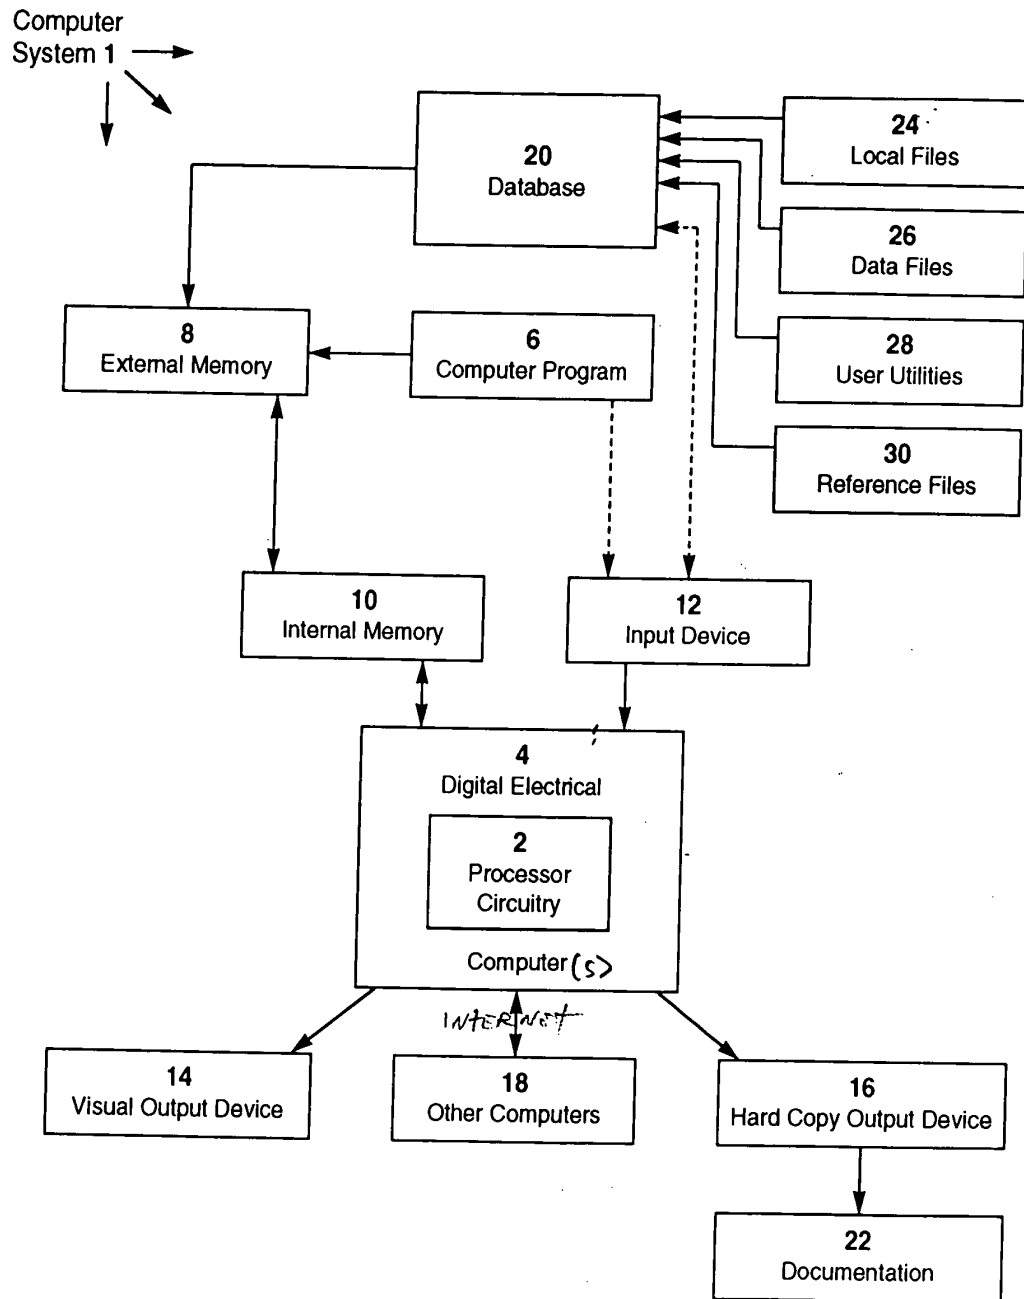 Computer
System 1
20
Database
24
Local Files
26
Data Files
28
User Utilities
30
Reference Files
8
External Memory
6
Computer Program
10
Internal Memory
12
Input Device
4
Digital Electrical
2
Processor
Circuitry
Computer(s)
INTERNET
14
Visual Output Device
18
Other Computers
16
Hard Copy Output Device
22
Documentation